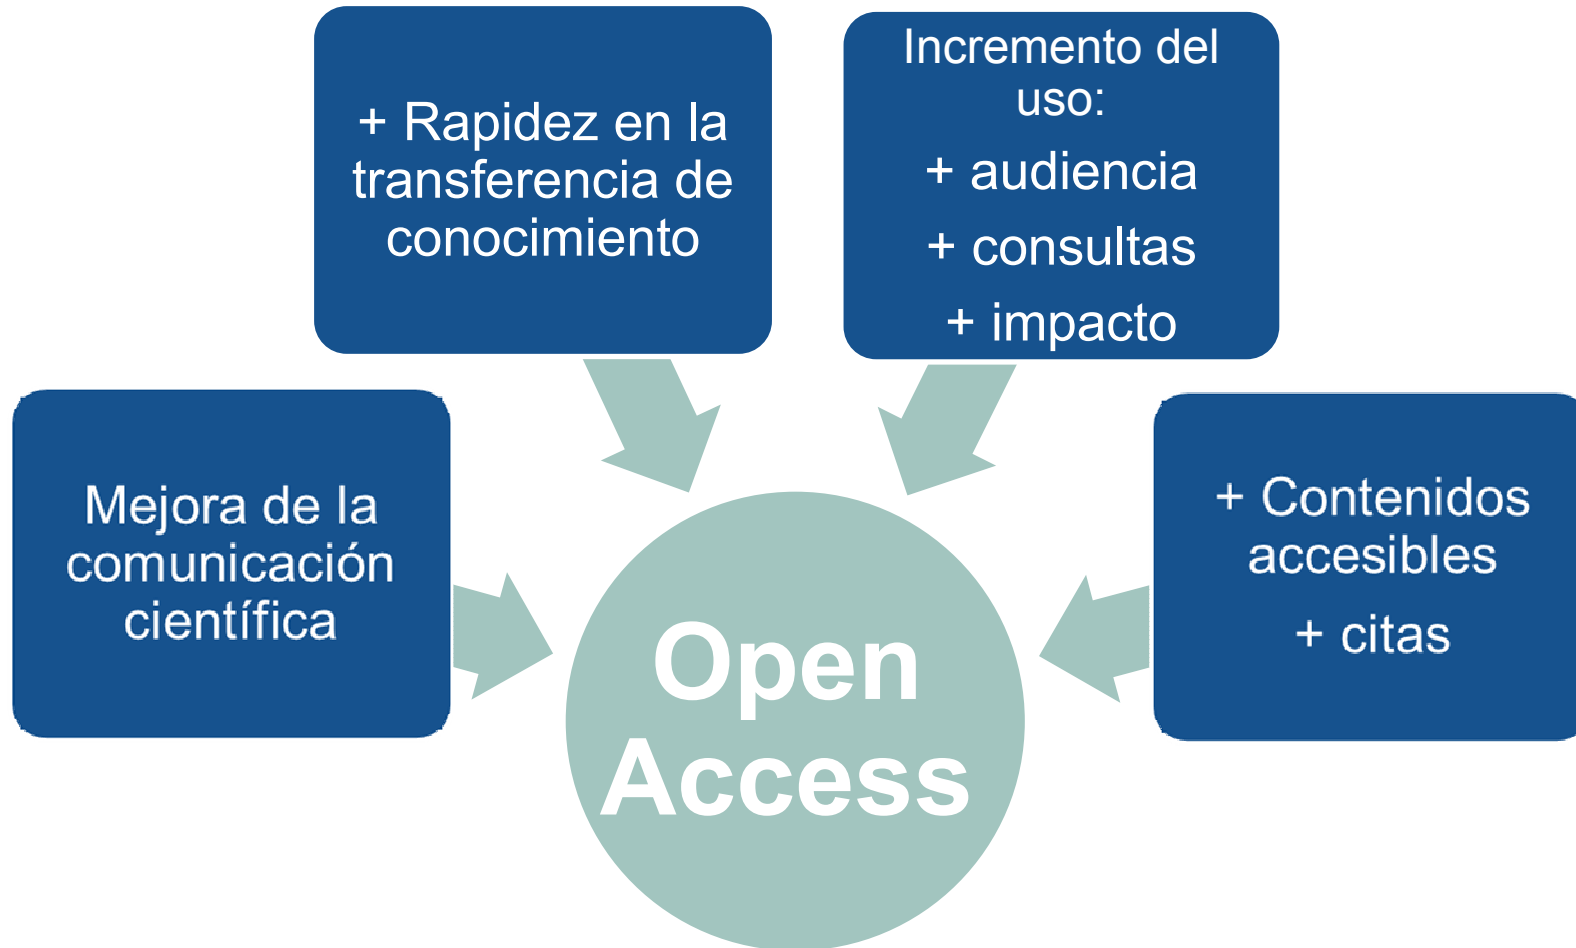 Mejora de la
comunicación
científica
+ Rapidez en la
transferencia de
conocimiento
Incremento del
uso:
+ audiencia
+ consultas
+ impacto
+ Contenidos
accesibles
+ citas
Open
Access